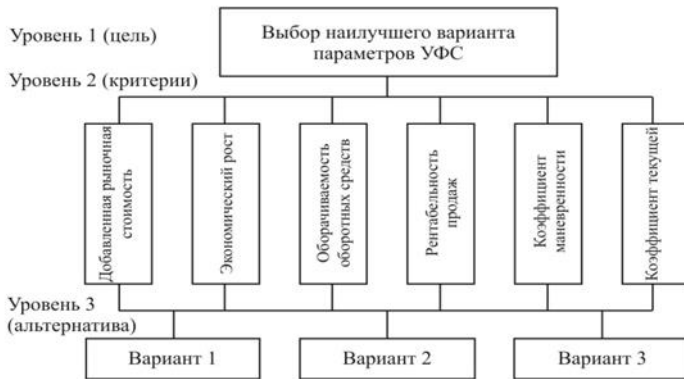 Уровень 1 (цель)
Выбор наилучшего варианта
параметров УФС
Уровень 2 (критерии)
Добавленная рыночная
стоимость
Экономический рост
Оборачиваемость
оборотных средств
Рентабельность
продаж
Коэффициент
маневренности
Коэффициент текущей
Уровень 3
(альтернатива)
Вариант 1
Вариант 2
Вариант 3